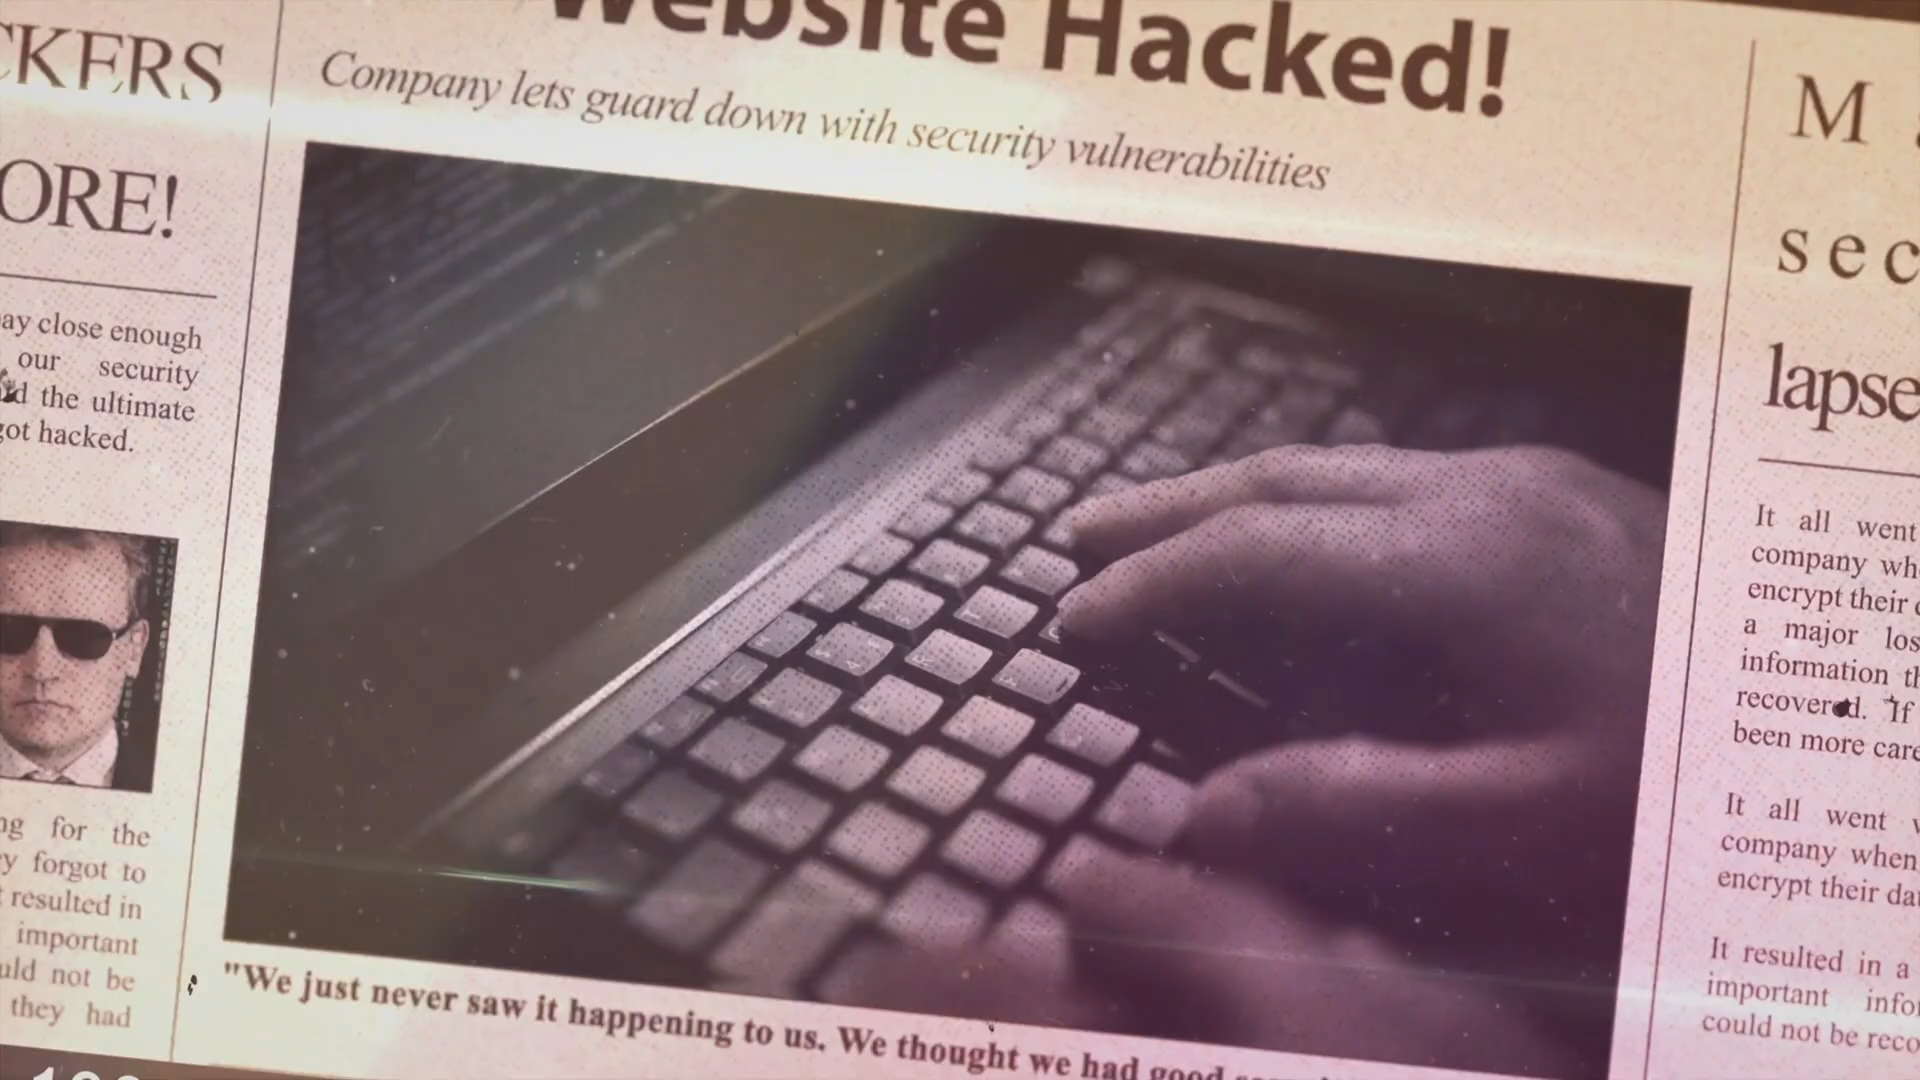 Website Hacked!
Company lets guard down with security vulnerabilities
"We just never saw it happening to us. We thought we had good
CKERS
ORE!
ay close enough
our security
the ultimate
got hacked.
ng for the
y forgot to
resulted in
important
uld not be
they had
M
sec
lapse
It all went
company wh
encrypt their
a major los
information th
recovered. If
been more care
It all went
company when
encrypt their dat
It resulted in a
important infor
could not be reco